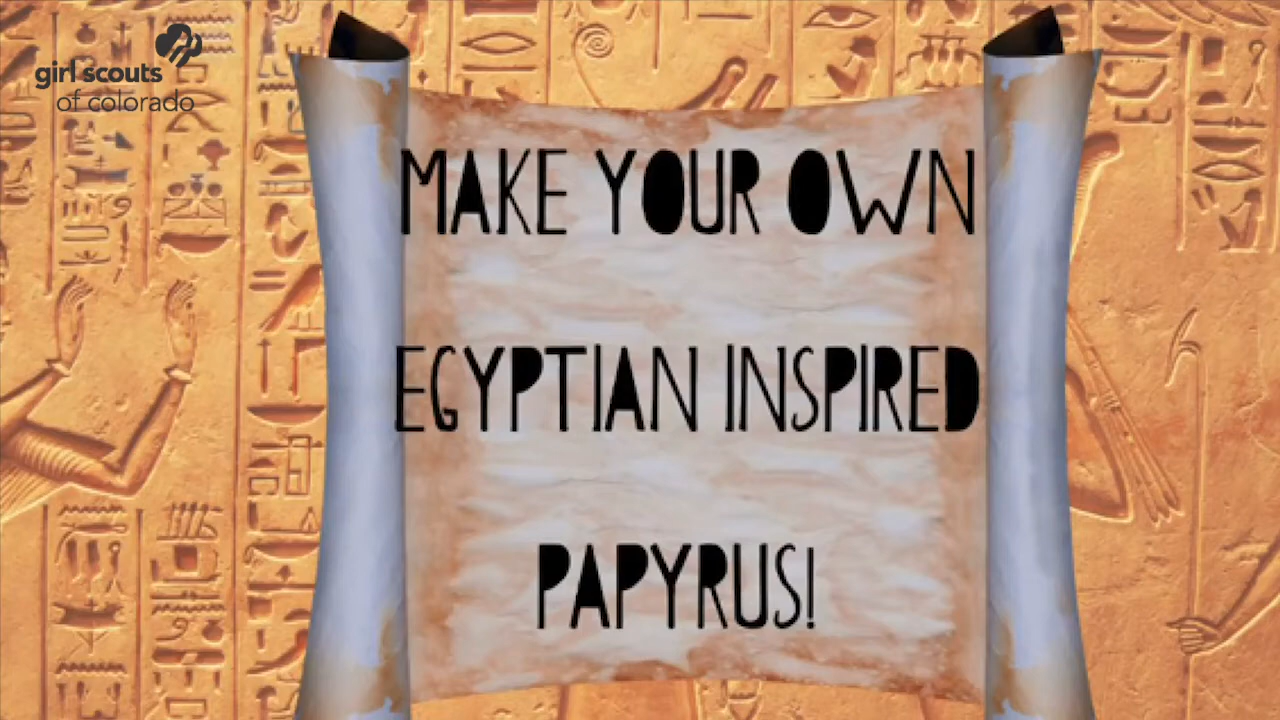 girl scouts
of colorado
MAKE YOUR OWN
EGYPTIAN INSPIRED
PAPYRUS!